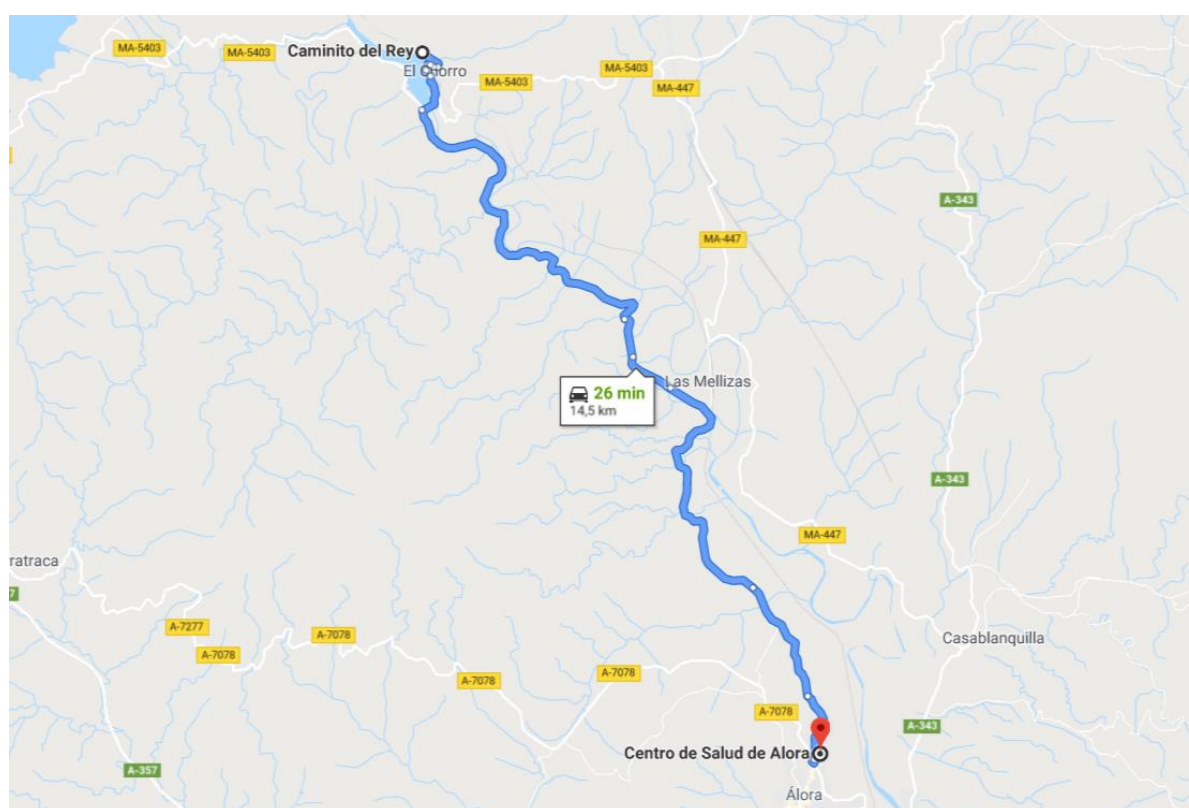 MA-5403
MA-5403
Caminito del Rey
El Chorro
MA-5403
MA-5403
MA-447
A-343
MA-447
26 min
14,5 km
Las Mellizas
A-343
MA-447
ratraca
7
A-7277
A-7078
A-7078
A-7078
A-7078
Casablanquilla
A-7078
A-343
Centro de Salud de Alora
A-357
Álora